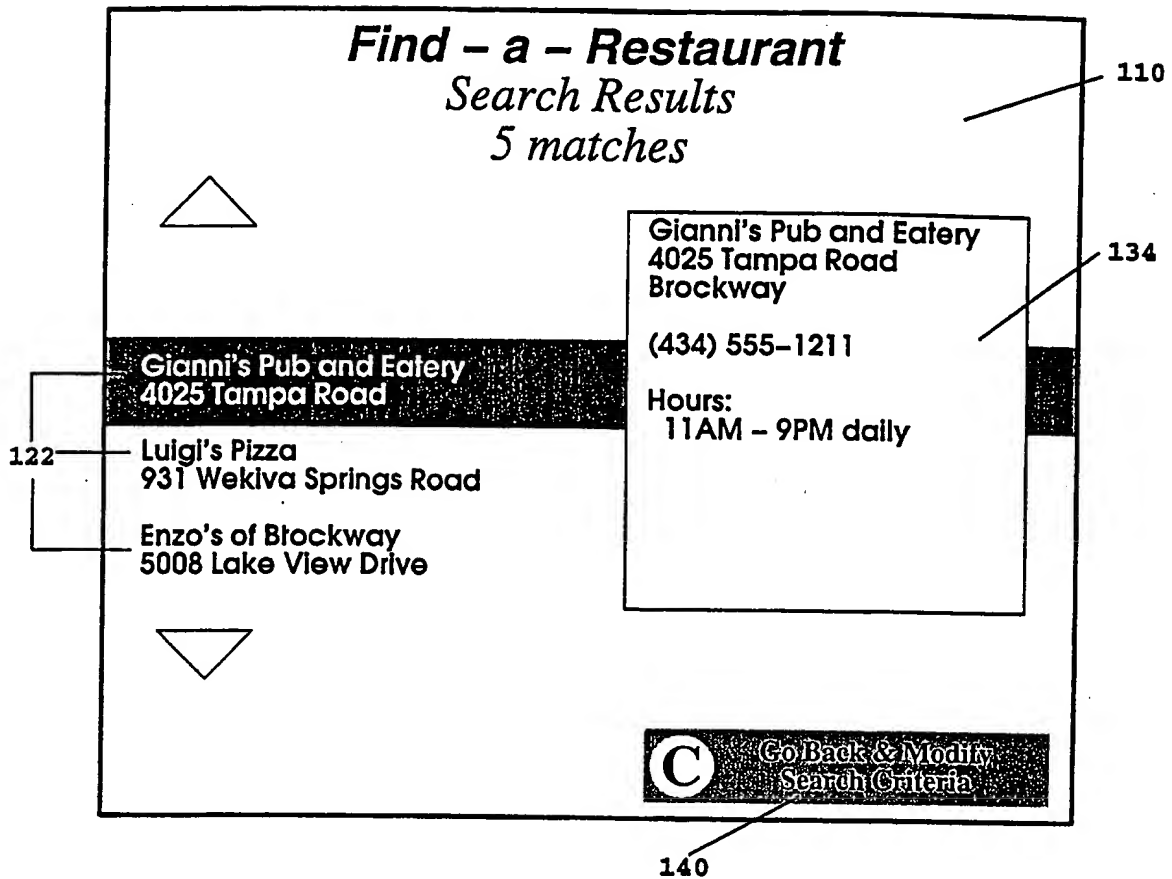 Find – a – Restaurant
Search Results
5 matches
110
Gianni's Pub and Eatery
4025 Tampa Road
Brockway
(434) 555–1211
Hours:
11AM – 9PM daily
134
Gianni's Pub and Eatery
4025 Tampa Road
122
Luigi's Pizza
931 Wekiva Springs Road
Enzo's of Brockway
5008 Lake View Drive
C
Go Back & Modify
Search Criteria
140